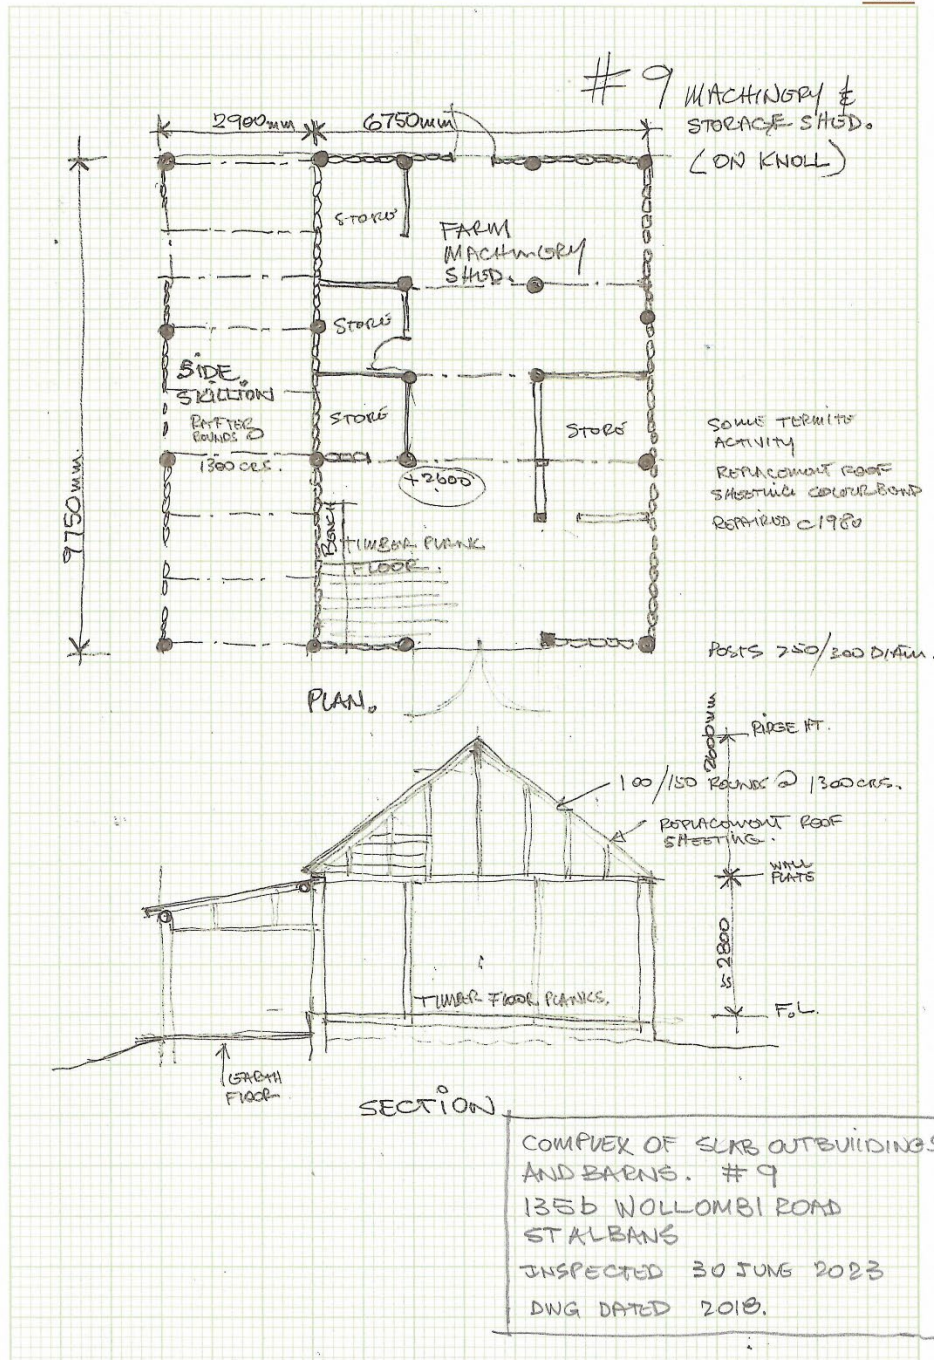 # 9 MACHINERY &
STORAGE SHED.
(ON KNOLL)
2900mm
6750mm
9750mm
STORE
FARM
MACHINERY
SHED.
STORE
SIDE
SKILLION
RAFTER
ROUNDS @
1300 CRS.
STORE
STORE
+2600
BENCH
TIMBER PLANK
FLOOR.
SOME TERMITE
ACTIVITY
REPLACEMENT ROOF
SHEETING COLOURBOND
REPAIRED c1980
POSTS 250/300 DIAM.
PLAN.
2600mm
RIDGE HT.
100/150 ROUNDS @ 1300 CRS.
REPLACEMENT ROOF
SHEETING.
WALL
PLATE
≈ 2800
TIMBER FLOOR PLANKS.
F.L.
EARTH
FLOOR
SECTION
COMPLEX OF SLAB OUTBUILDINGS
AND BARNS. # 9
135b WOLLOMBI ROAD
ST ALBANS
INSPECTED 30 JUNE 2023
DWG DATED 2018.